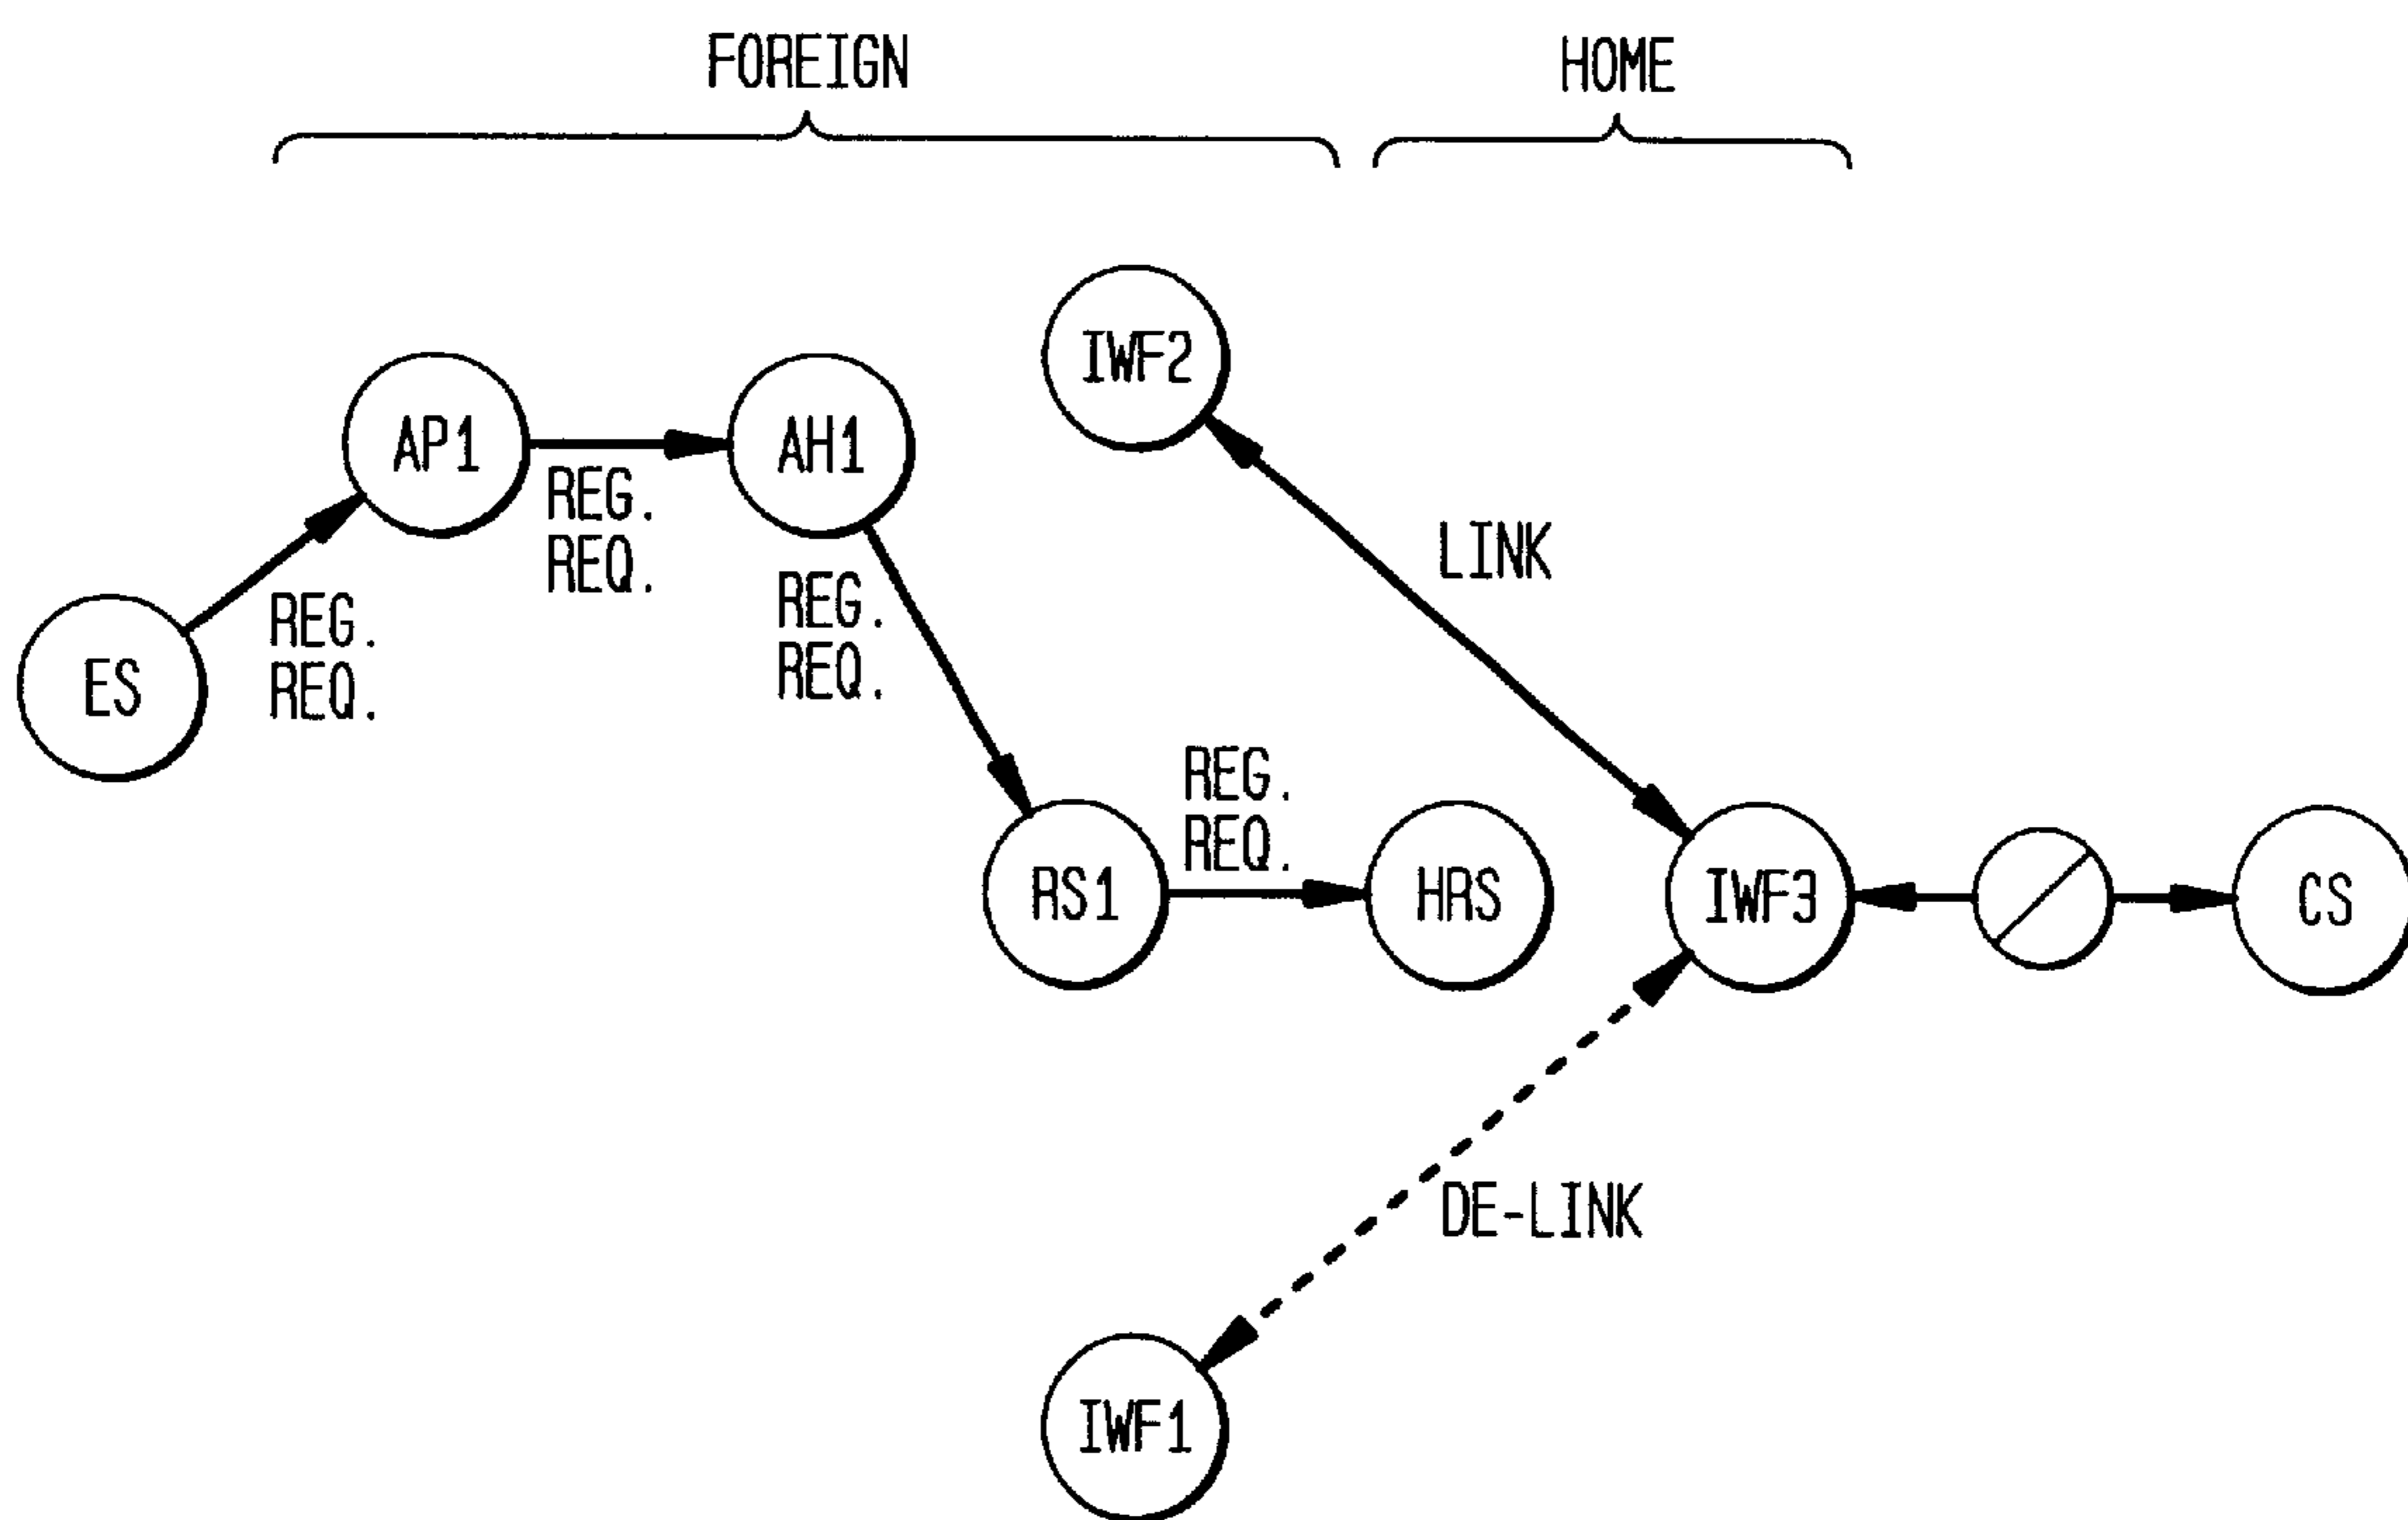 FOREIGN
HOME
IWF2
AP1
AH1
REG.
REQ.
LINK
REG.
REQ.
REG.
REQ.
ES
REG.
REQ.
RS1
HRS
IWF3
CS
DE-LINK
IWF1